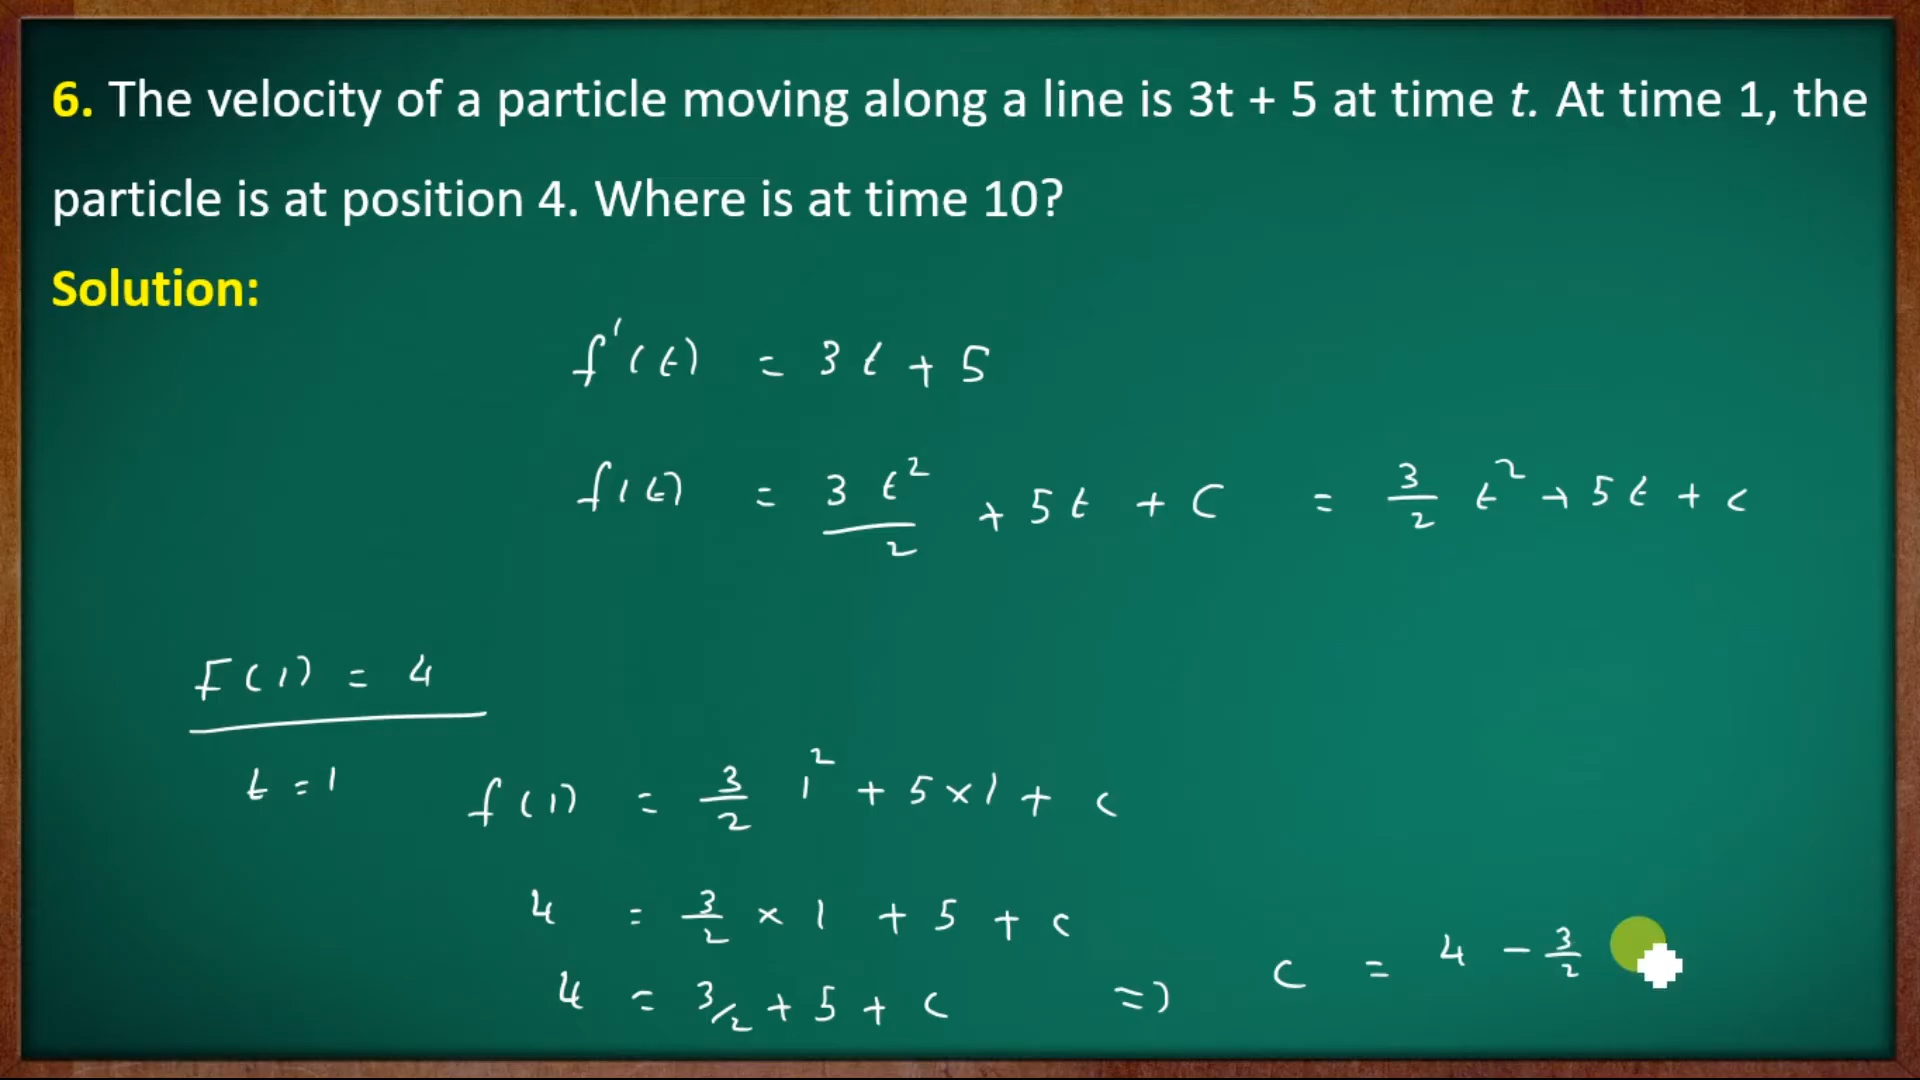 6. The velocity of a particle moving along a line is 3t + 5 at time t. At time 1, the
particle is at position 4. Where is at time 10?
Solution:
f'(t) = 3t + 5
f(t) = 3t²/2 + 5t + C = 3/2 t² + 5t + c
F(1) = 4
t = 1
f(1) = 3/2 1² + 5×1 + c
4 = 3/2 × 1 + 5 + c
4 = 3/2 + 5 + c => c = 4 - 3/2